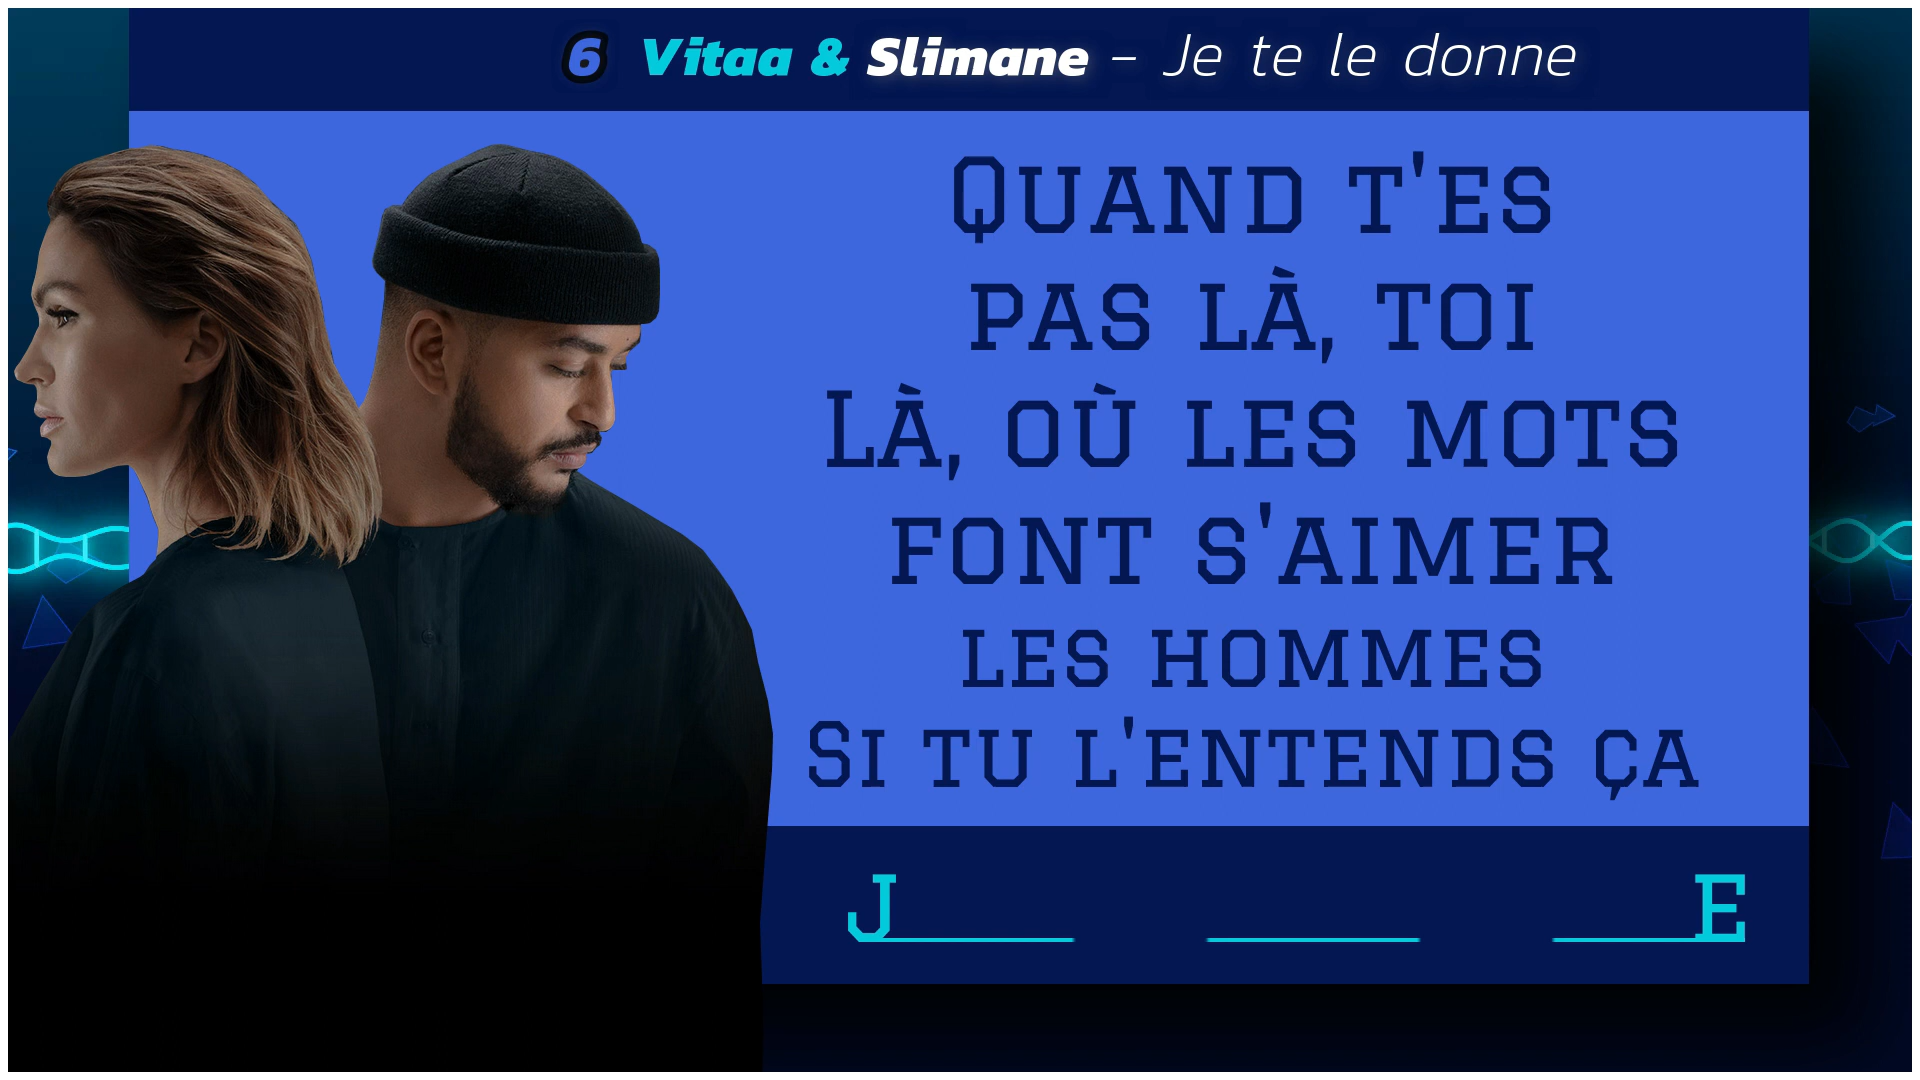 6 Vitaa & Slimane – Je te le donne
Quand t'es
pas là, toi
Là, où les mots
font s'aimer
les hommes
Si tu l'entends ça
J___ ___ ___E